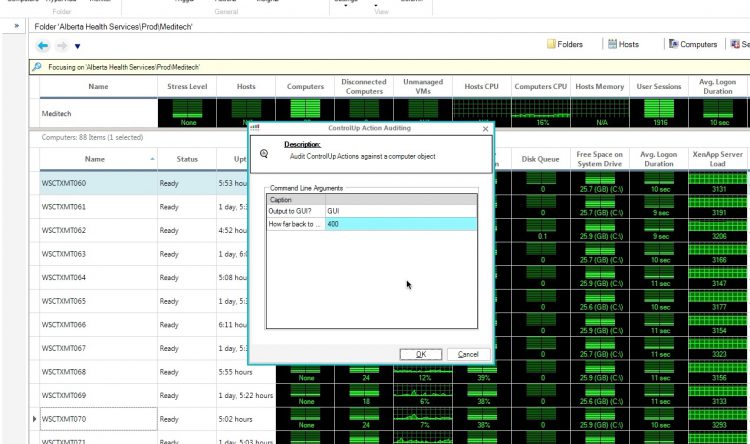 Folder
General
View
»
Folder 'Alberta Health Services\Prod\Meditech'
Folders Hosts Computers Se
Focusing on 'Alberta Health Services\Prod\Meditech'
Name Stress Level Hosts Computers Disconnected Computers Unmanaged VMs Hosts CPU Computers CPU Hosts Memory User Sessions Avg. Logon Duration
Meditech None N/A 16% N/A 1916 10 sec
Computers: 88 Items (1 selected)
Name Status Upt Disk Queue Free Space on System Drive Avg. Logon Duration XenApp Server Load
ControlUp Action Auditing
Description:
Audit ControlUp Actions against a computer object
Command Line Arguments
Caption
Output to GUI? GUI
How far back to ... 400
OK Cancel
WSCTXMT060 Ready 5:53 hou 0 25.7 (GB) (C:\) 10 sec 3131
WSCTXMT061 Ready 1 day, 5:3 0 25.7 (GB) (C:\) 9 sec 3191
WSCTXMT062 Ready 4:52 hou 0.1 25.9 (GB) (C:\) 9 sec 3206
WSCTXMT063 Ready 1 day, 6:0 0 25.7 (GB) (C:\) 10 sec 3166
WSCTXMT064 Ready 5:08 hou 0 25.9 (GB) (C:\) 11 sec 3147
WSCTXMT065 Ready 1 day, 5:3 0 25.6 (GB) (C:\) 10 sec 3177
WSCTXMT066 Ready 6:11 hou 0 25.9 (GB) (C:\) 11 sec 3154
WSCTXMT067 Ready 1 day, 5: 0 25.7 (GB) (C:\) 11 sec 3323
WSCTXMT068 Ready 5:55 hours None 24 12% 39% 0 25.6 (GB) (C:\) 11 sec 3156
WSCTXMT069 Ready 1 day, 5:22 hours None 18 6% 38% 0 25.9 (GB) (C:\) 11 sec 3133
WSCTXMT070 Ready 5:02 hours None 24 7% 38% 0 25.9 (GB) (C:\) 10 sec 3293
WSCTXMT071 Ready 1 day, 5:03 hours